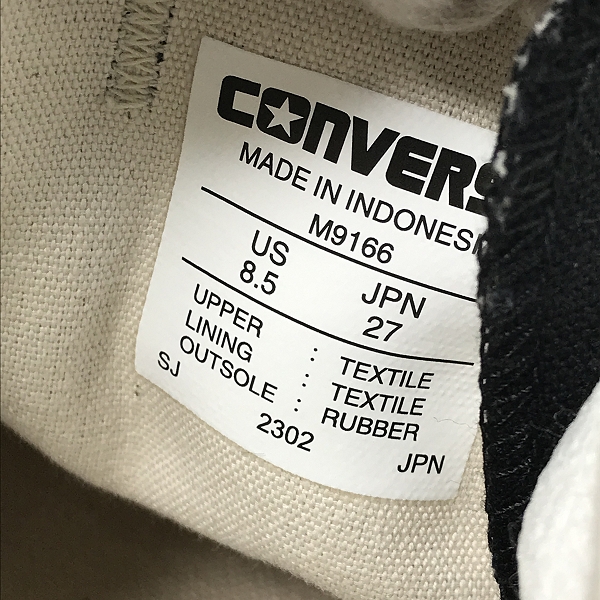 CONVERS
MADE IN INDONESI
M9166
US JPN
8.5 27
UPPER : TEXTILE
LINING : TEXTILE
OUTSOLE : RUBBER
SJ 2302 JPN